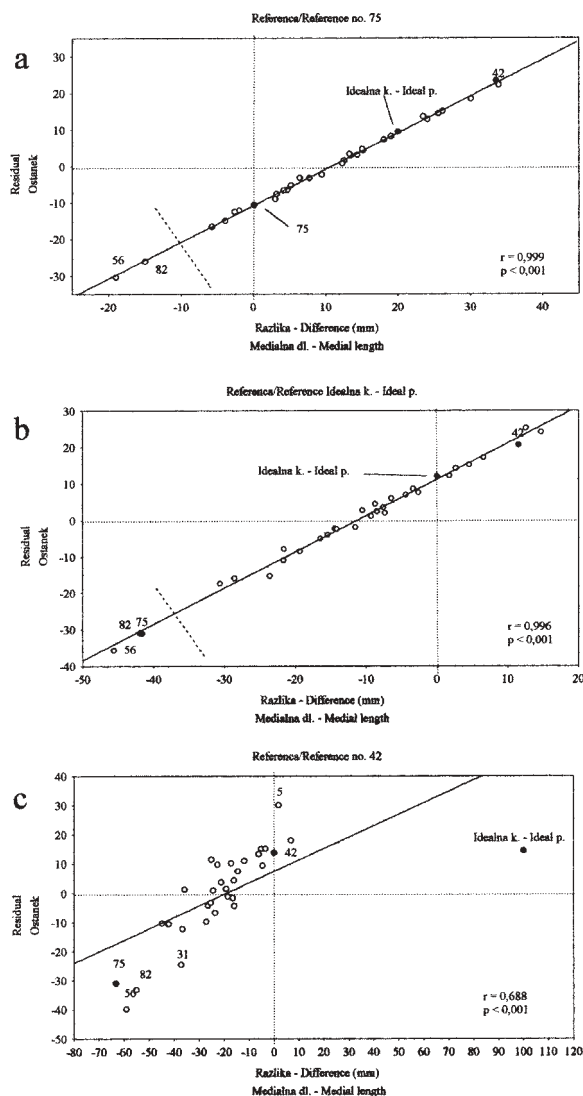 Referenca/Reference no. 75
a
30
20
10
0
-10
-20
-30
Residual
Ostanek
42
Idealna k. - Ideal p.
75
56
82
r = 0,999
p < 0,001
-20 -10 0 10 20 30 40
Razlika - Difference (mm)
Medialna dl. - Medial length
Referenca/Reference Idealna k. - Ideal p.
b
30
20
10
0
-10
-20
-30
-40
Residual
Ostanek
42
Idealna k. - Ideal p.
82 75
56
r = 0,996
p < 0,001
-50 -40 -30 -20 -10 0 10 20
Razlika - Difference (mm)
Medialna dl. - Medial length
Referenca/Reference no. 42
c
40
30
20
10
0
-10
-20
-30
-40
-50
Residual
Ostanek
5
42
Idealna k. - Ideal p.
31
75
82
56
r = 0,688
p < 0,001
-80 -70 -60 -50 -40 -30 -20 -10 0 10 20 30 40 50 60 70 80 90 100 110 120
Razlika - Difference (mm)
Medialna dl. - Medial length